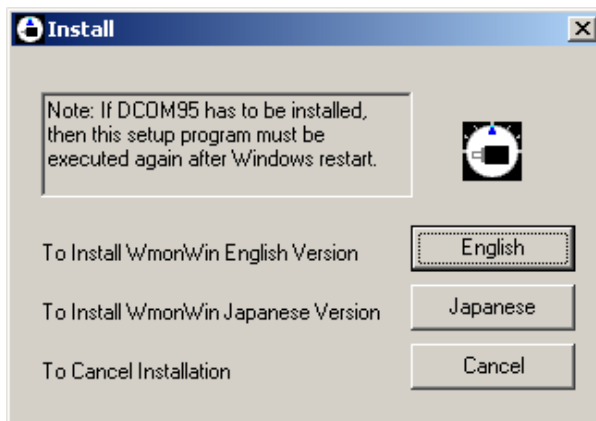 Install
Note: If DCOM95 has to be installed,
then this setup program must be
executed again after Windows restart.
To Install WmonWin English Version
English
To Install WmonWin Japanese Version
Japanese
To Cancel Installation
Cancel